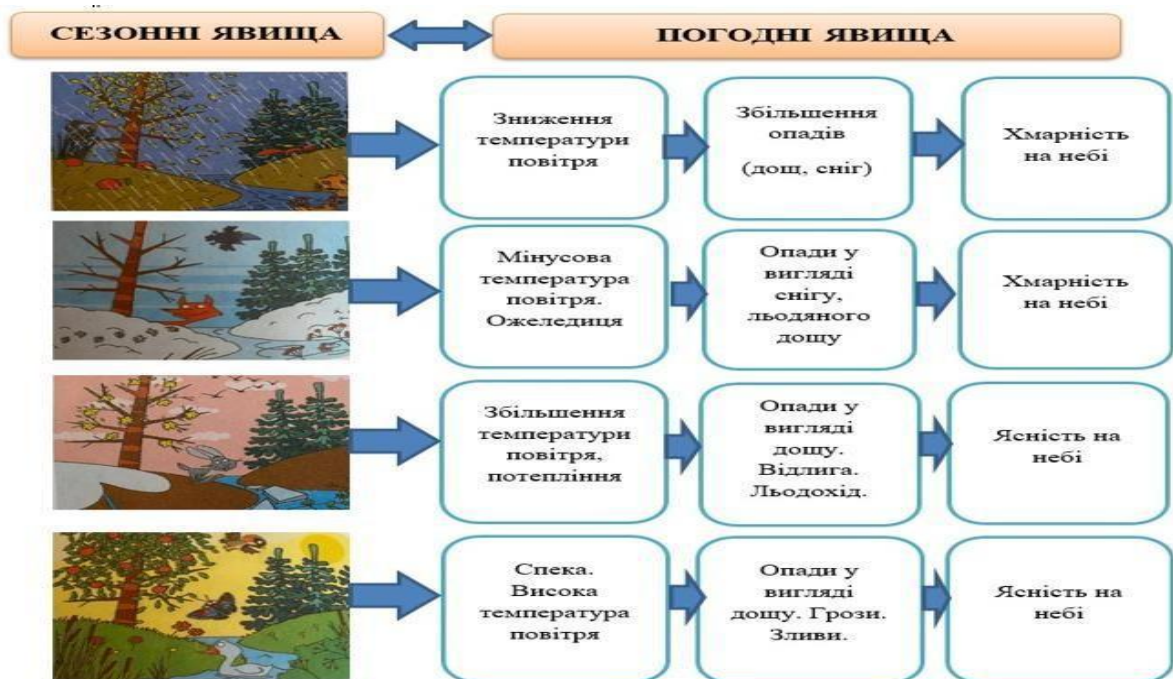 СЕЗОННІ ЯВИЩА
ПОГОДНІ ЯВИЩА
Зниження
температури
повітря
Збільшення
опадів
(дощ, сніг)
Хмарність
на небі
Мінусова
температура
повітря.
Ожеледиця
Опади у
вигляді
снігу,
льодяного
дощу
Хмарність
на небі
Збільшення
температури
повітря,
потепління
Опади у
вигляді
дощу.
Відлига.
Льодохід.
Ясність на
небі
Спека.
Висока
температура
повітря
Опади у
вигляді
дощу. Грози.
Зливи.
Ясність на
небі